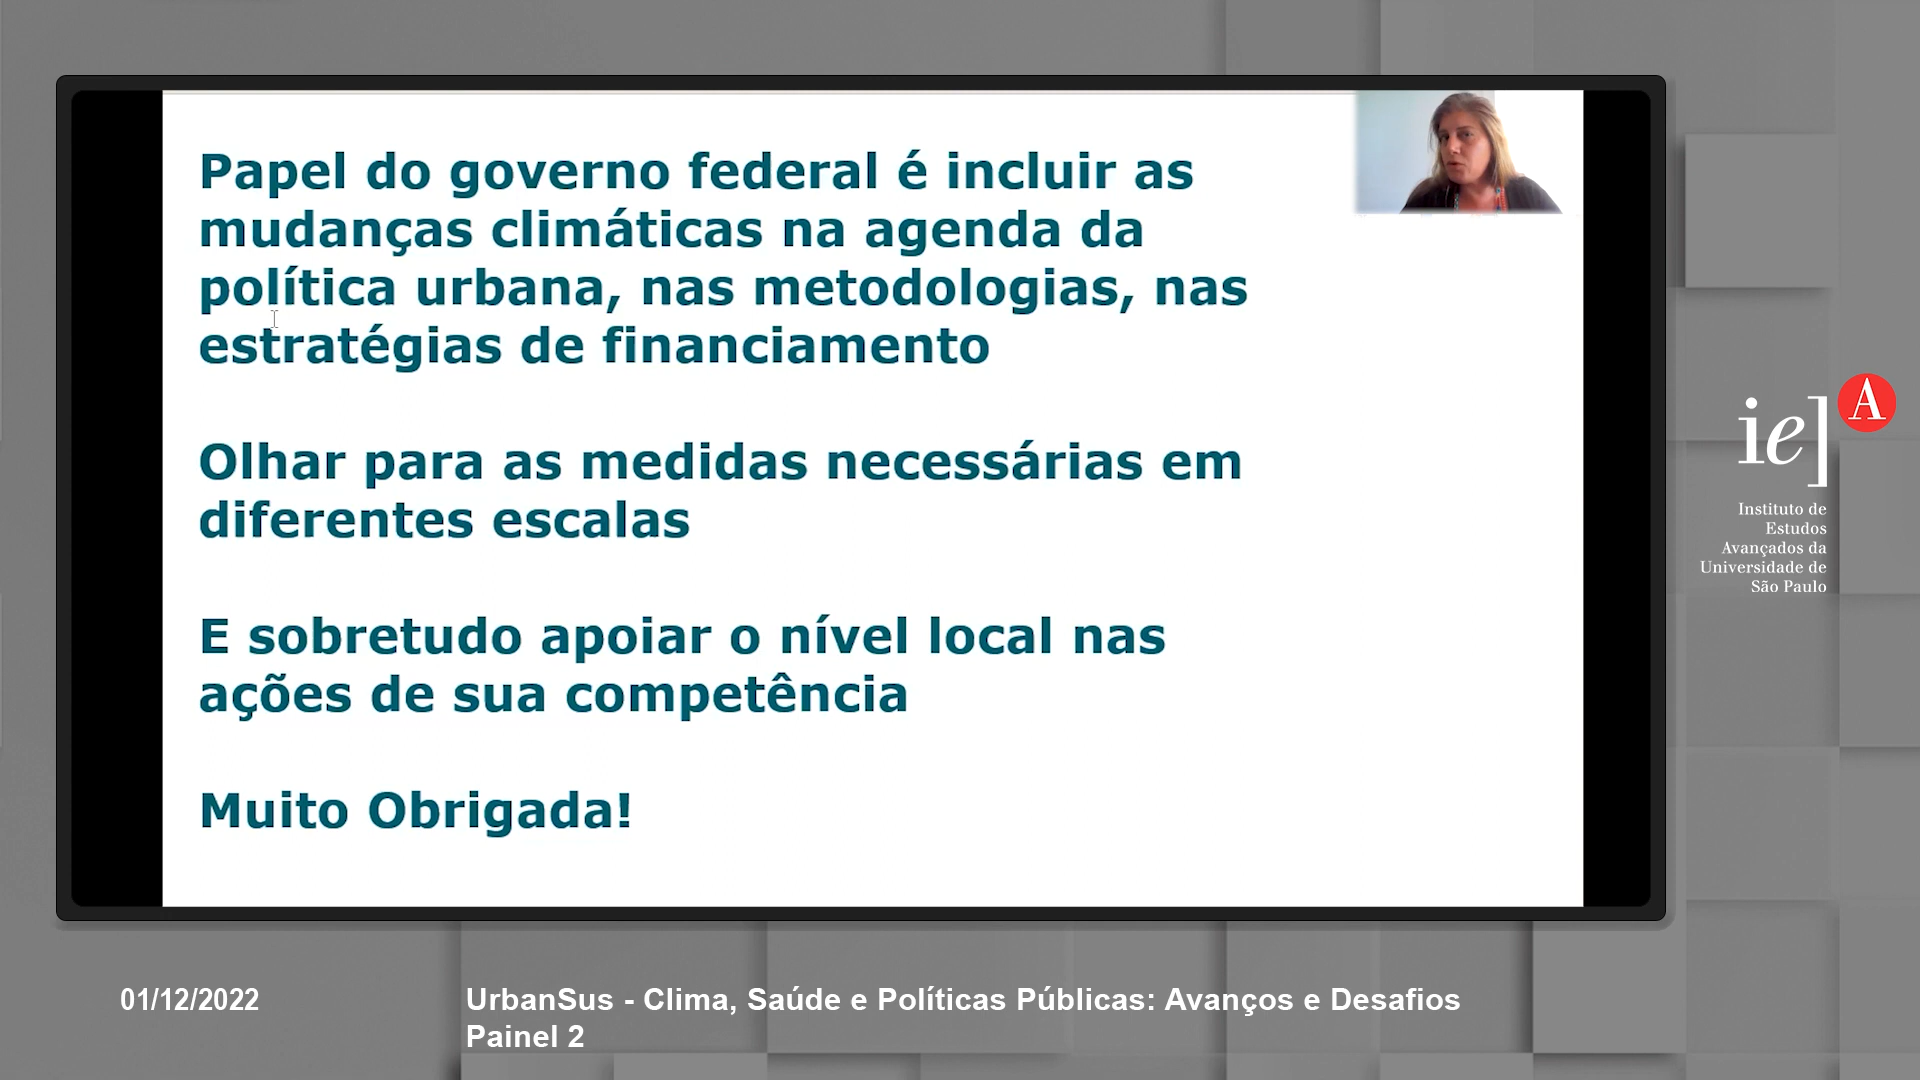 Papel do governo federal é incluir as
mudanças climáticas na agenda da
política urbana, nas metodologias, nas
estratégias de financiamento
Olhar para as medidas necessárias em
diferentes escalas
E sobretudo apoiar o nível local nas
ações de sua competência
Muito Obrigada!
ie] A
Instituto de
Estudos
Avançados da
Universidade de
São Paulo
01/12/2022
UrbanSus - Clima, Saúde e Políticas Públicas: Avanços e Desafios
Painel 2